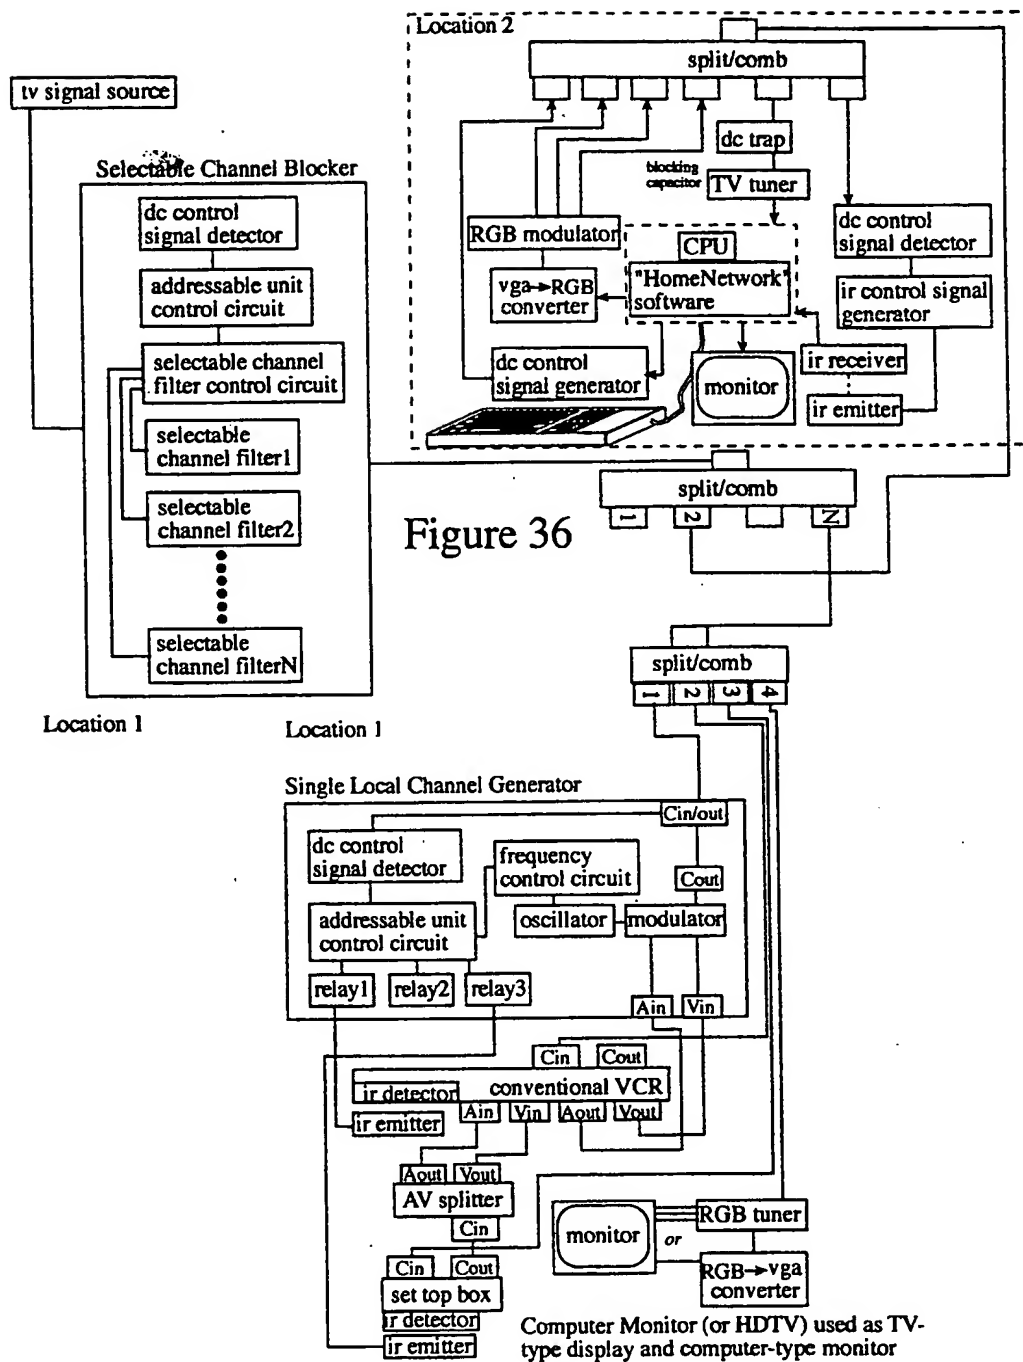 Location 2
split/comb
tv signal source
dc trap
blocking
capacitor
TV tuner
Selectable Channel Blocker
dc control
signal detector
addressable unit
control circuit
selectable channel
filter control circuit
selectable
channel filter1
selectable
channel filter2
selectable
channel filterN
Location 1
Location 1
RGB modulator
CPU
"HomeNetwork"
software
vga→RGB
converter
dc control
signal generator
monitor
dc control
signal detector
ir control signal
generator
ir receiver
ir emitter
split/comb
1
2
N
Figure 36
split/comb
1
2
3
4
Single Local Channel Generator
Cin/out
dc control
signal detector
frequency
control circuit
Cout
addressable unit
control circuit
oscillator
modulator
relay1
relay2
relay3
Ain
Vin
Cin
Cout
conventional VCR
ir detector
ir emitter
Ain
Vin
Aout
Vout
Aout
Vout
AV splitter
Cin
Cin
Cout
set top box
ir detector
ir emitter
monitor
or
RGB tuner
RGB→vga
converter
Computer Monitor (or HDTV) used as TV-
type display and computer-type monitor